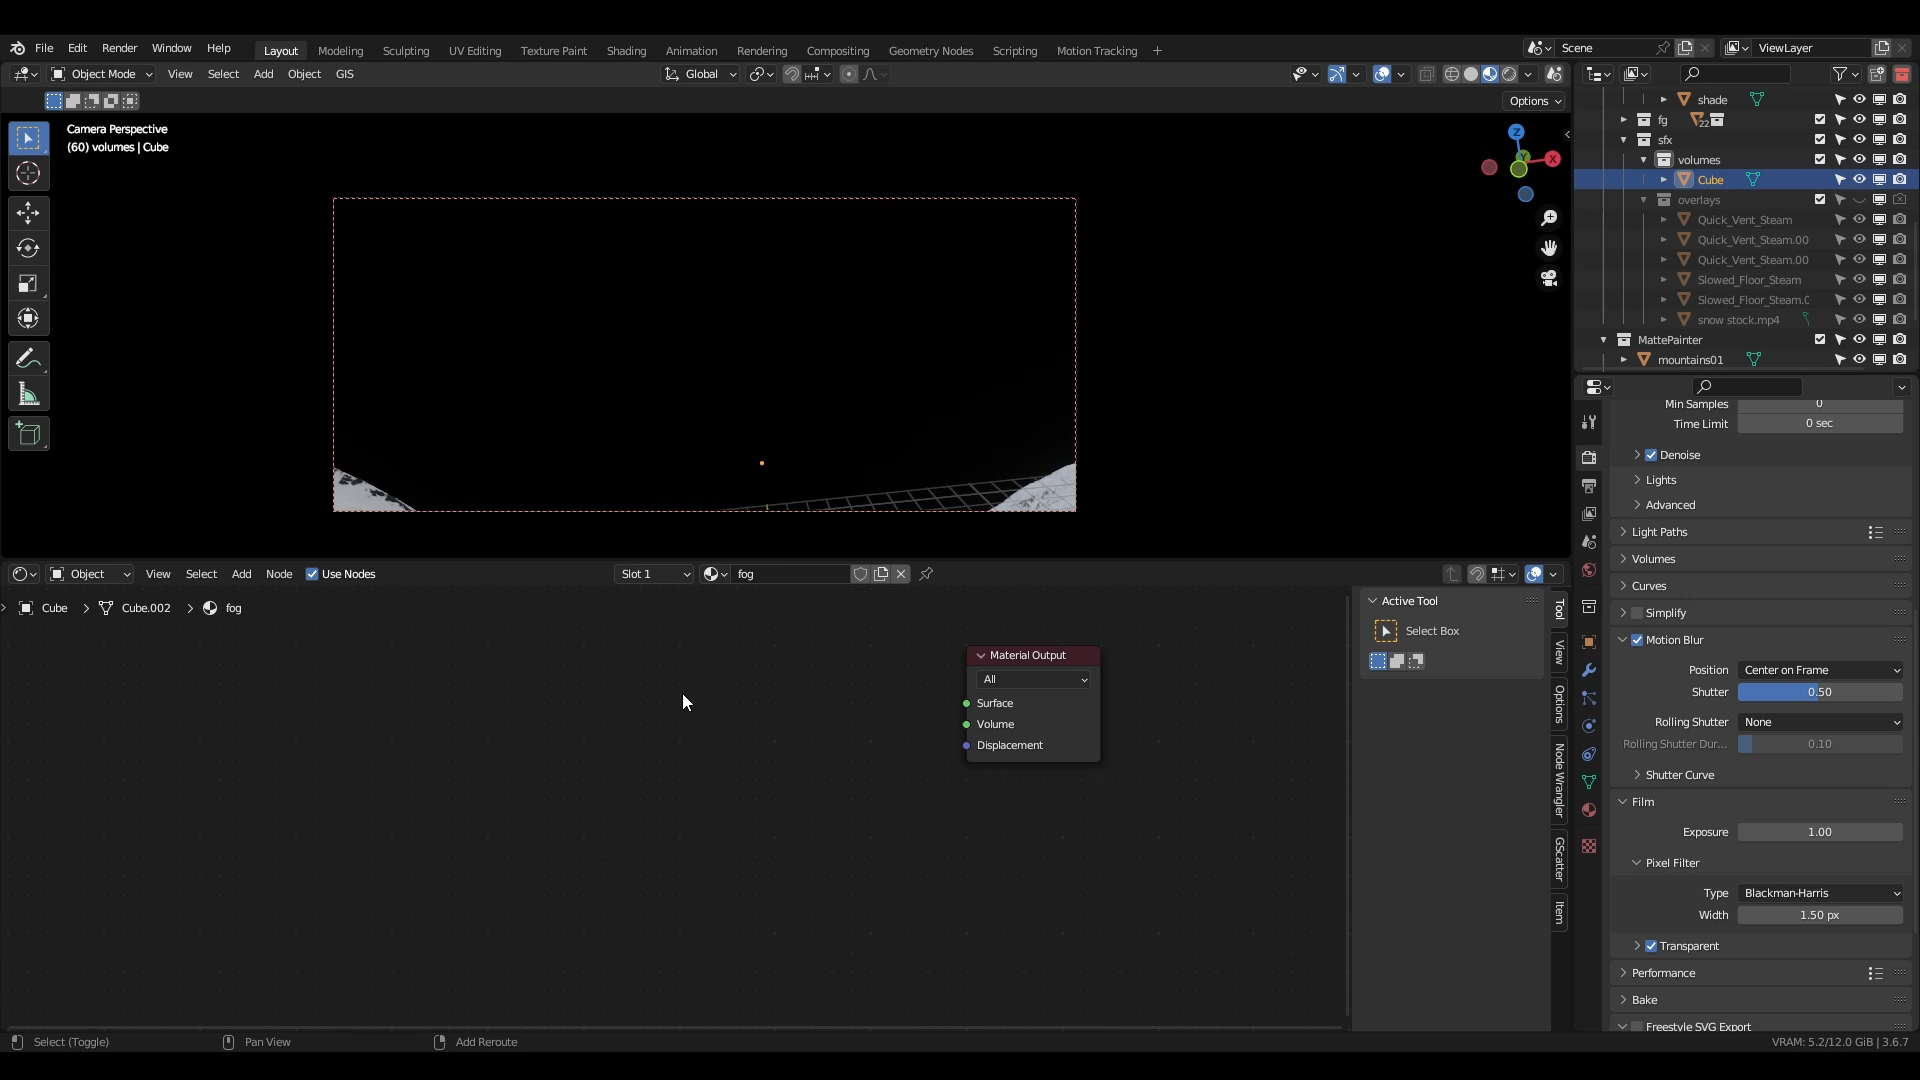 File Edit Render Window Help Layout Modeling Sculpting UV Editing Texture Paint Shading Animation Rendering Compositing Geometry Nodes Scripting Motion Tracking + Scene ViewLayer
Object Mode View Select Add Object GIS Global
Options
Camera Perspective
(60) volumes | Cube
Z
X
shade
fg 22
sfx
volumes
Cube
overlays
Quick_Vent_Steam
Quick_Vent_Steam.00
Quick_Vent_Steam.00
Slowed_Floor_Steam
Slowed_Floor_Steam.0
snow stock.mp4
MattePainter
mountains01
Min Samples 0
Time Limit 0 sec
Denoise
Lights
Advanced
Light Paths
Volumes
Curves
Simplify
Motion Blur
Position Center on Frame
Shutter 0.50
Rolling Shutter None
Rolling Shutter Dur... 0.10
Shutter Curve
Film
Exposure 1.00
Pixel Filter
Type Blackman-Harris
Width 1.50 px
Transparent
Performance
Bake
Freestyle SVG Export
Object View Select Add Node Use Nodes Slot 1 fog
Cube > Cube.002 > fog
Material Output
All
Surface
Volume
Displacement
Active Tool
Select Box
Tool
View
Options
Node Wrangler
GScatter
Item
Select (Toggle) Pan View Add Reroute VRAM: 5.2/12.0 GiB | 3.6.7